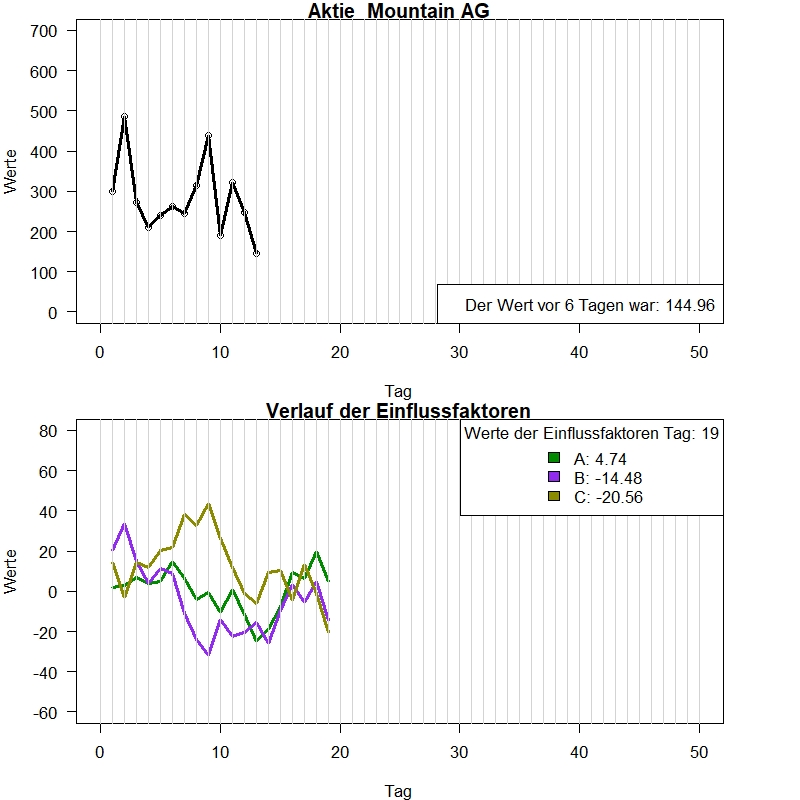 Aktie  Mountain AG
Werte
700
600
500
400
300
200
100
0
Der Wert vor 6 Tagen war: 144.96
0 10 20 30 40 50
Tag
Verlauf der Einflussfaktoren
Werte
80
60
40
20
0
-20
-40
-60
Werte der Einflussfaktoren Tag: 19
A: 4.74
B: -14.48
C: -20.56
0 10 20 30 40 50
Tag